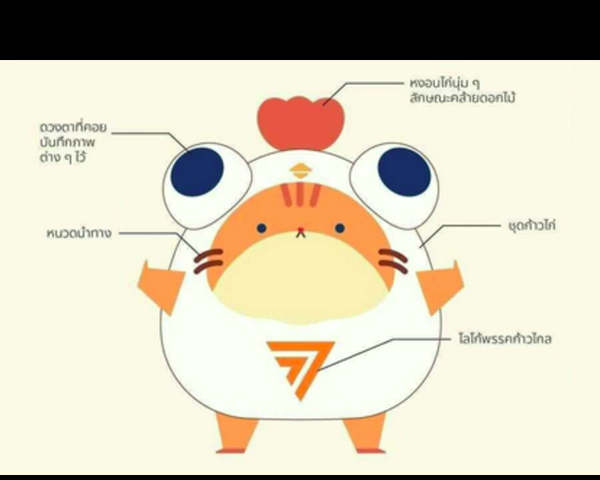 หงอนไก่นุ่ม ๆ
ลักษณะคล้ายดอกไม้
ดวงตาที่คอย
บันทึกภาพ
ต่าง ๆ ไว้
หนวดนำทาง
ชุดก้าวไก่
โลโก้พรรคก้าวไกล